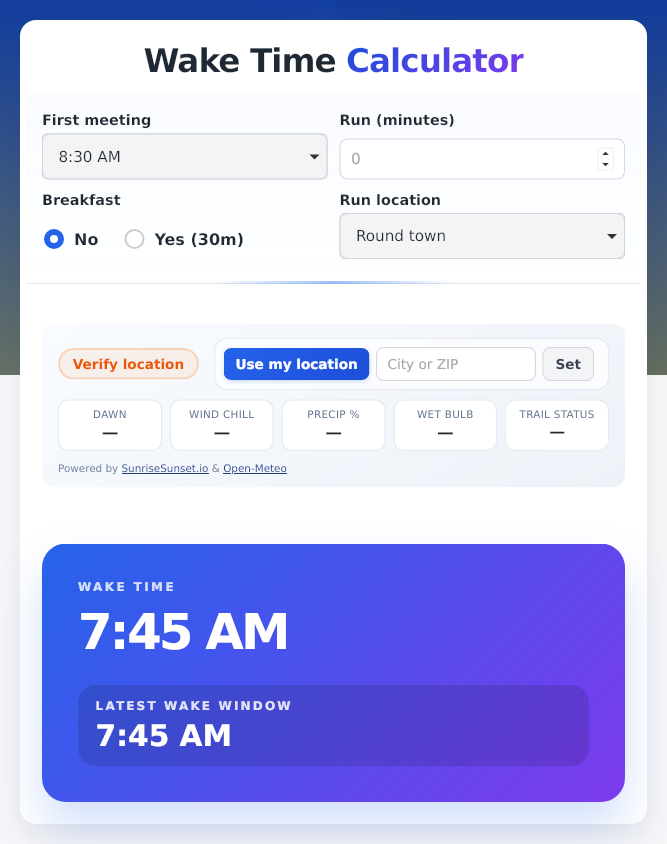 Wake Time Calculator
First meeting
8:30 AM
Run (minutes)
0
Breakfast
No
Yes (30m)
Run location
Round town
Verify location
Use my location
City or ZIP
Set
DAWN
—
WIND CHILL
—
PRECIP %
—
WET BULB
—
TRAIL STATUS
—
Powered by SunriseSunset.io & Open-Meteo
WAKE TIME
7:45 AM
LATEST WAKE WINDOW
7:45 AM